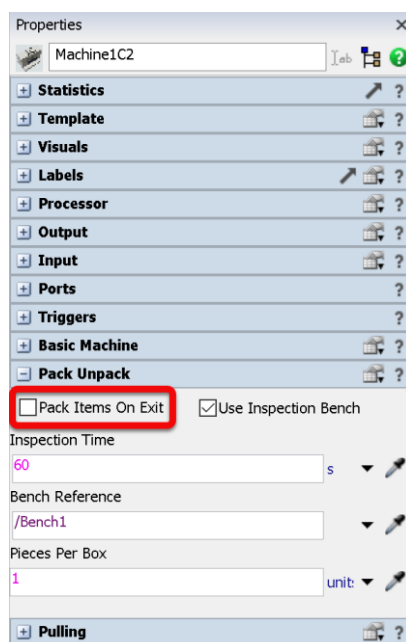 Properties
Machine1C2
Statistics ?
Template ?
Visuals ?
Labels ?
Processor ?
Output ?
Input ?
Ports ?
Triggers ?
Basic Machine ?
Pack Unpack ?
Pack Items On Exit Use Inspection Bench
Inspection Time
60 s
Bench Reference
/Bench1
Pieces Per Box
1 unit:
Pulling ?